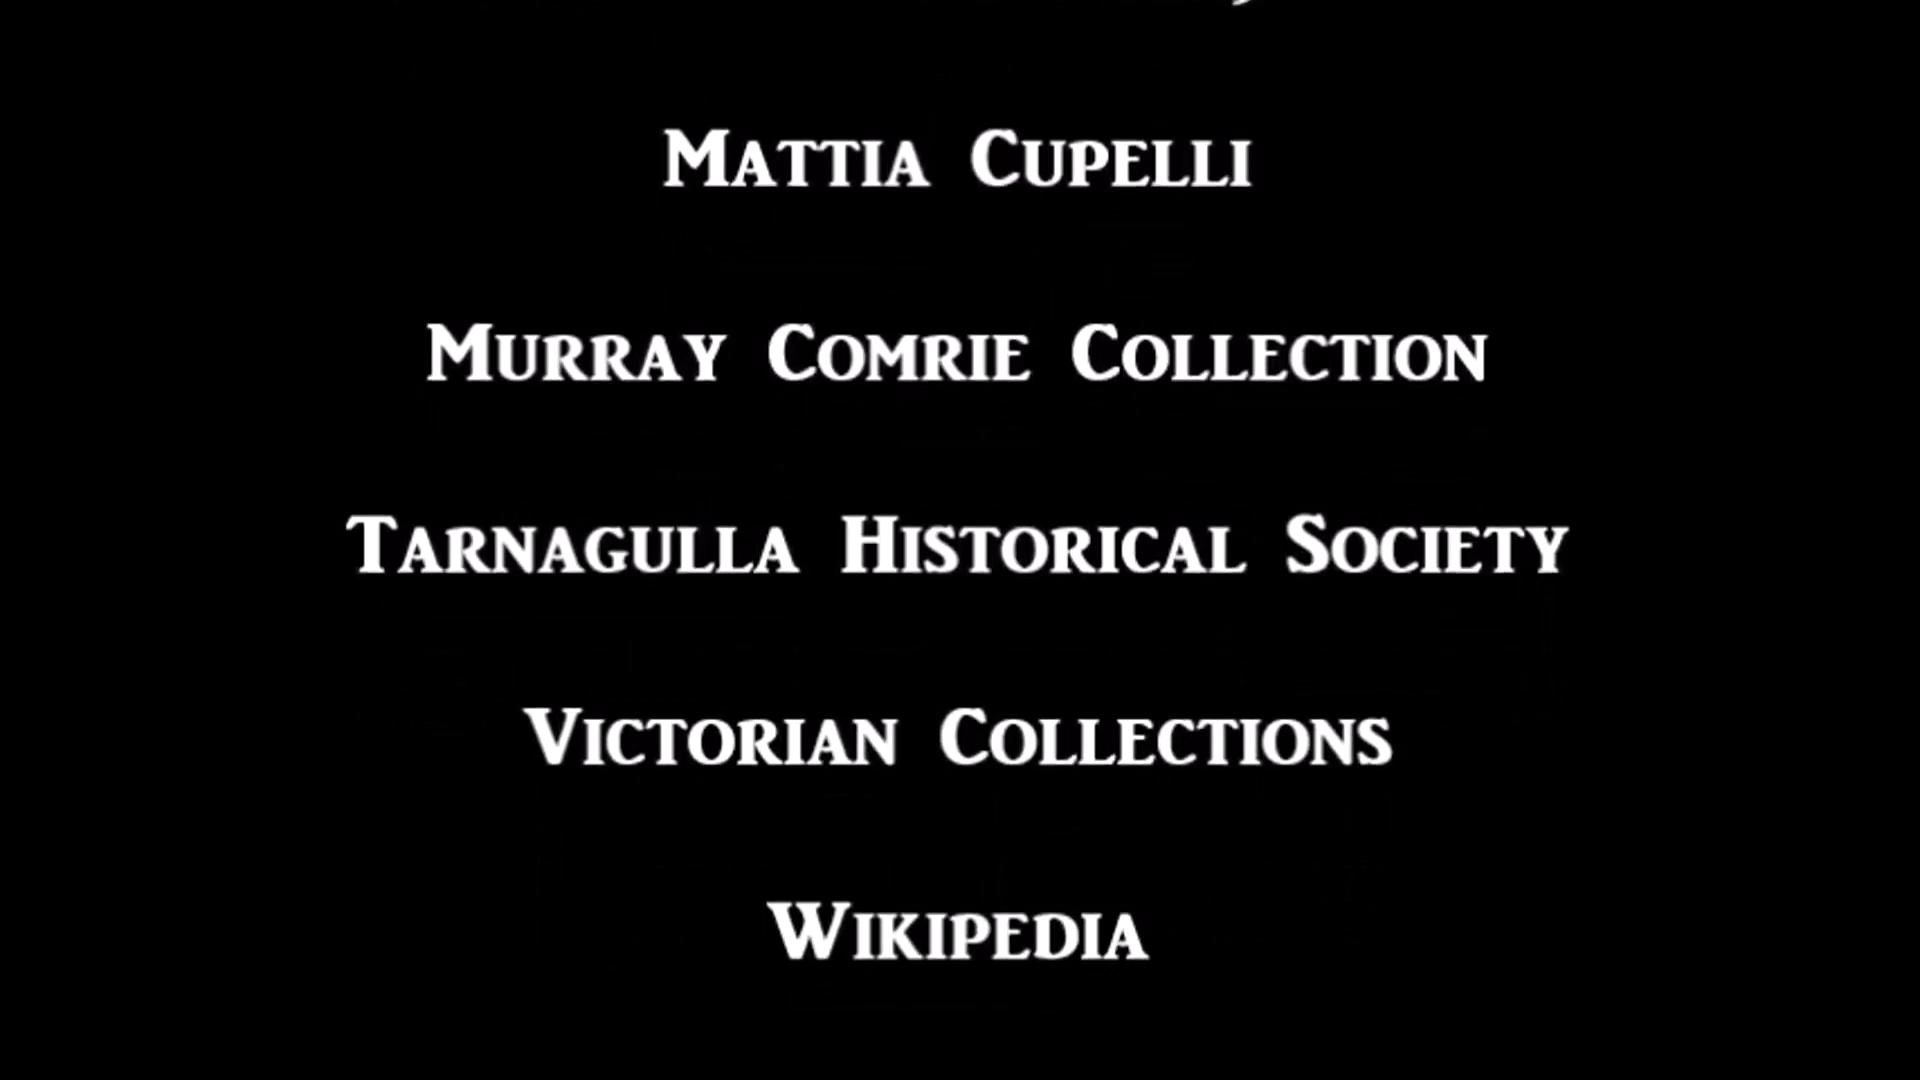 Mattia Cupelli
Murray Comrie Collection
Tarnagulla Historical Society
Victorian Collections
Wikipedia